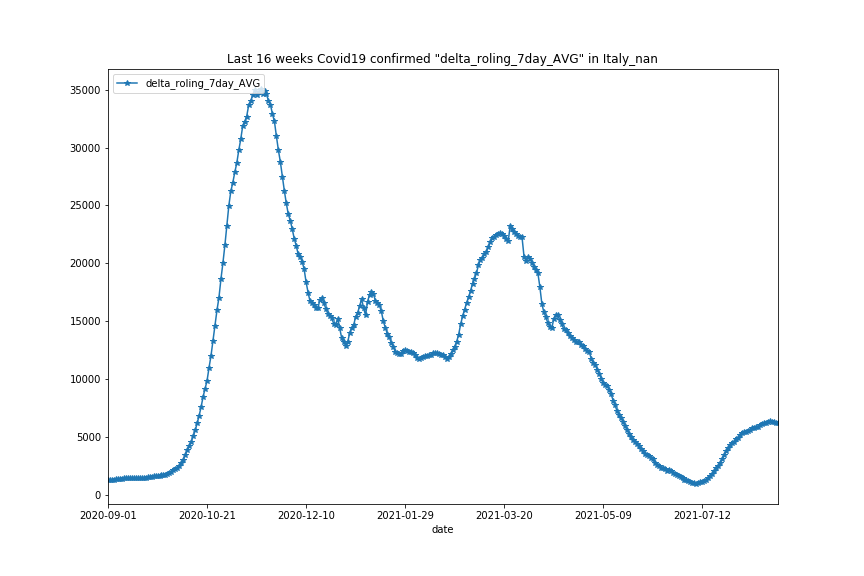 Last 16 weeks Covid19 confirmed "delta_roling_7day_AVG" in Italy_nan
delta_roling_7day_AVG
35000
30000
25000
20000
15000
10000
5000
0
2020-09-01 2020-10-21 2020-12-10 2021-01-29 2021-03-20 2021-05-09 2021-07-12
date